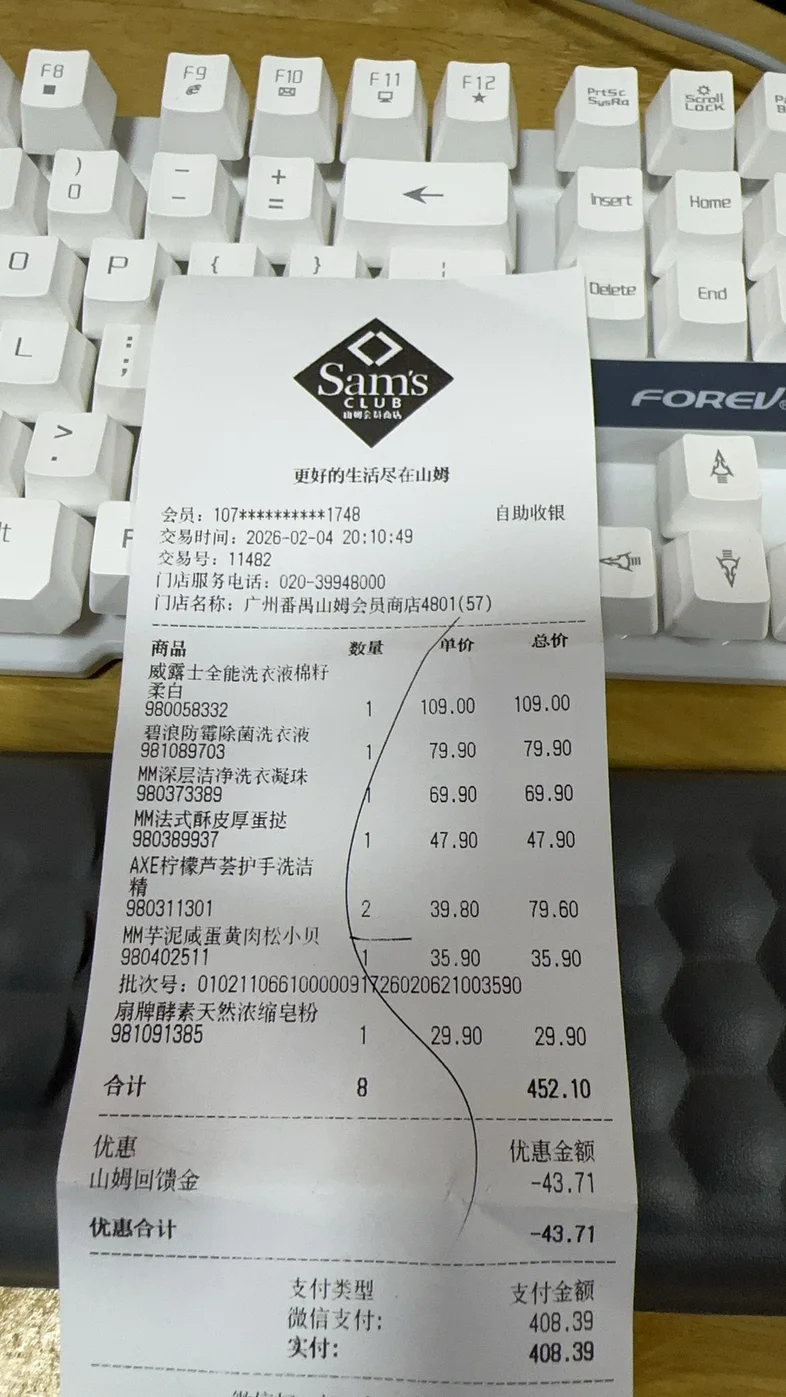 F8
F9
F10
F11
F12
PrtSc
SysRq
Scroll
Lock
)
0
-
+
=
←
Insert
Home
O
P
{
}
Delete
End
L
:
;
>
.
FOREV
Sam's
CLUB
山姆会员商店
更好的生活尽在山姆
会员: 107**********1748 自助收银
交易时间: 2026-02-04 20:10:49
交易号: 11482
门店服务电话: 020-39948000
门店名称: 广州番禺山姆会员商店4801(57)
商品 数量 单价 总价
威露士全能洗衣液棉籽
柔白
980058332 1 109.00 109.00
碧浪防霉除菌洗衣液
981089703 1 79.90 79.90
MM深层洁净洗衣凝珠
980373389 1 69.90 69.90
MM法式酥皮厚蛋挞
980389937 1 47.90 47.90
AXE柠檬芦荟护手洗洁
精
980311301 2 39.80 79.60
MM芋泥咸蛋黄肉松小贝
980402511 1 35.90 35.90
批次号: 01021106610000091726020621003590
扇牌酵素天然浓缩皂粉
981091385 1 29.90 29.90
合计 8 452.10
优惠 优惠金额
山姆回馈金 -43.71
优惠合计 -43.71
支付类型 支付金额
微信支付: 408.39
实付: 408.39